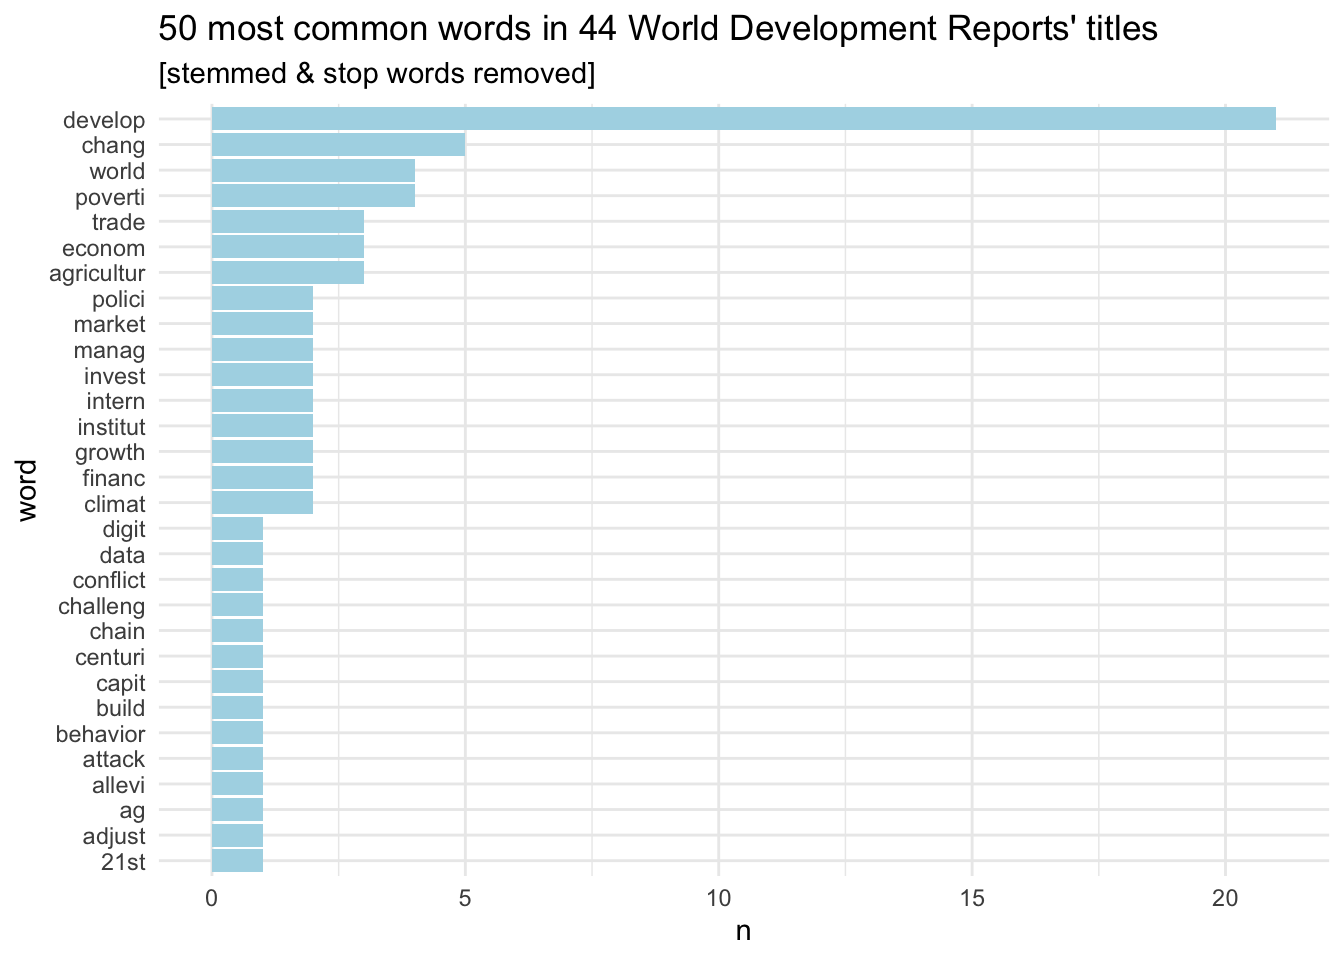 50 most common words in 44 World Development Reports' titles
[stemmed & stop words removed]
develop
chang
world
poverti
trade
econom
agricultur
polici
market
manag
invest
intern
institut
growth
financ
climat
digit
data
conflict
challeng
chain
centuri
capit
build
behavior
attack
allevi
ag
adjust
21st
word
0 5 10 15 20
n